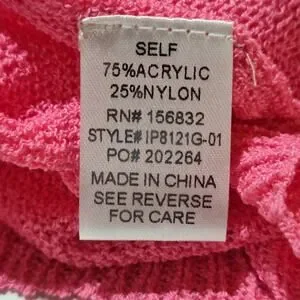 SELF
75%ACRYLIC
25%NYLON
RN# 156832
STYLE# IP8121G-01
PO# 202264
MADE IN CHINA
SEE REVERSE
FOR CARE